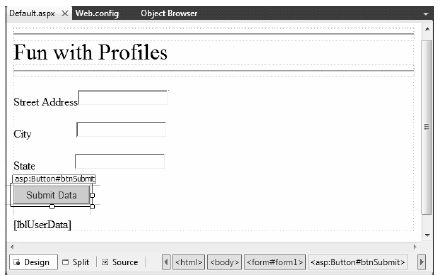 Default.aspx X Web.config Object Browser
Fun with Profiles
Street Address
City
State
asp:Button#btnSubmit
Submit Data
[lblUserData]
Design Split Source <html> <body> <form#form1> <asp:Button#btnSubmit>